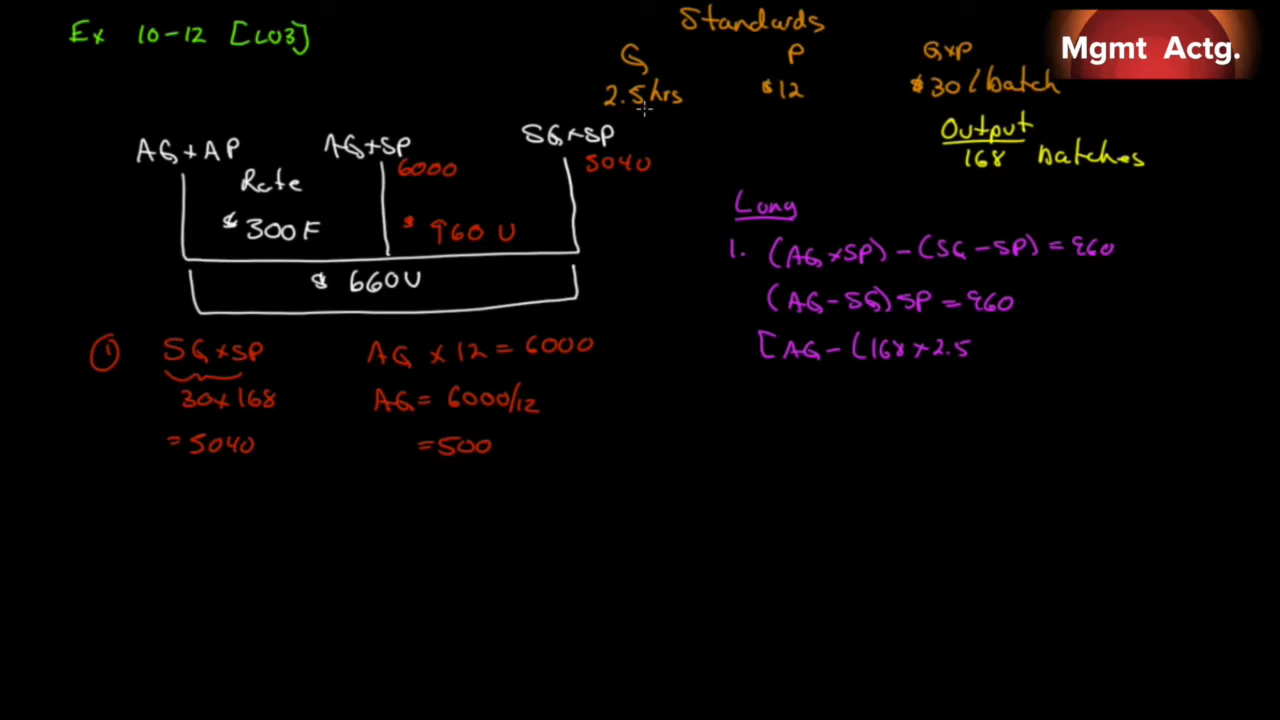 Ex 10-12 [LO3]
Standards
Mgmt Actg.
Q P Q×P
2.5 hrs $12 $30/batch
Output
168 batches
AQ×AP AQ×SP SQ×SP
6000 5040
Rate
$300F $960 U
$660U
Long
1. (AQ×SP) - (SQ-SP) = 960
(AQ-SQ) SP = 960
[AQ - (168×2.5
① SQ×SP AQ × 12 = 6000
30×168 AQ = 6000/12
= 5040 = 500